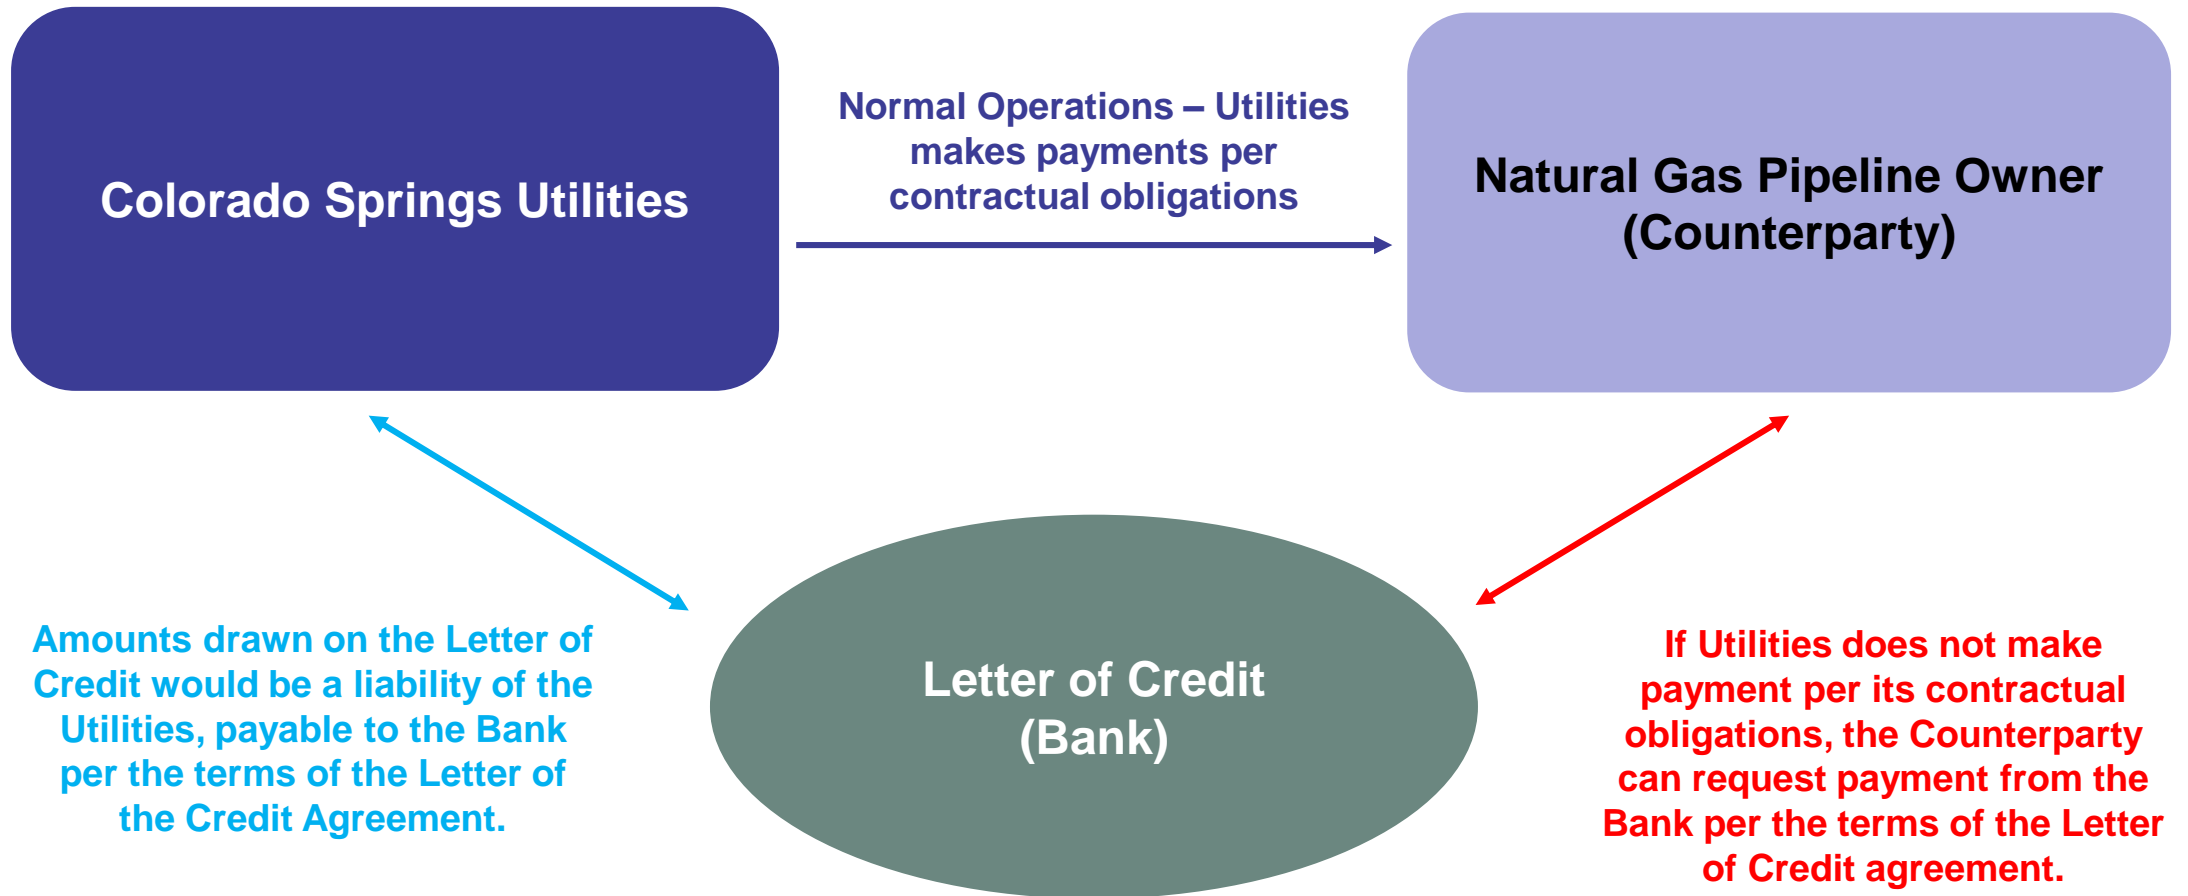 Colorado Springs Utilities
Normal Operations – Utilities
makes payments per
contractual obligations
Natural Gas Pipeline Owner
(Counterparty)
Amounts drawn on the Letter of
Credit would be a liability of the
Utilities, payable to the Bank
per the terms of the Letter of
the Credit Agreement.
Letter of Credit
(Bank)
If Utilities does not make
payment per its contractual
obligations, the Counterparty
can request payment from the
Bank per the terms of the Letter
of Credit agreement.